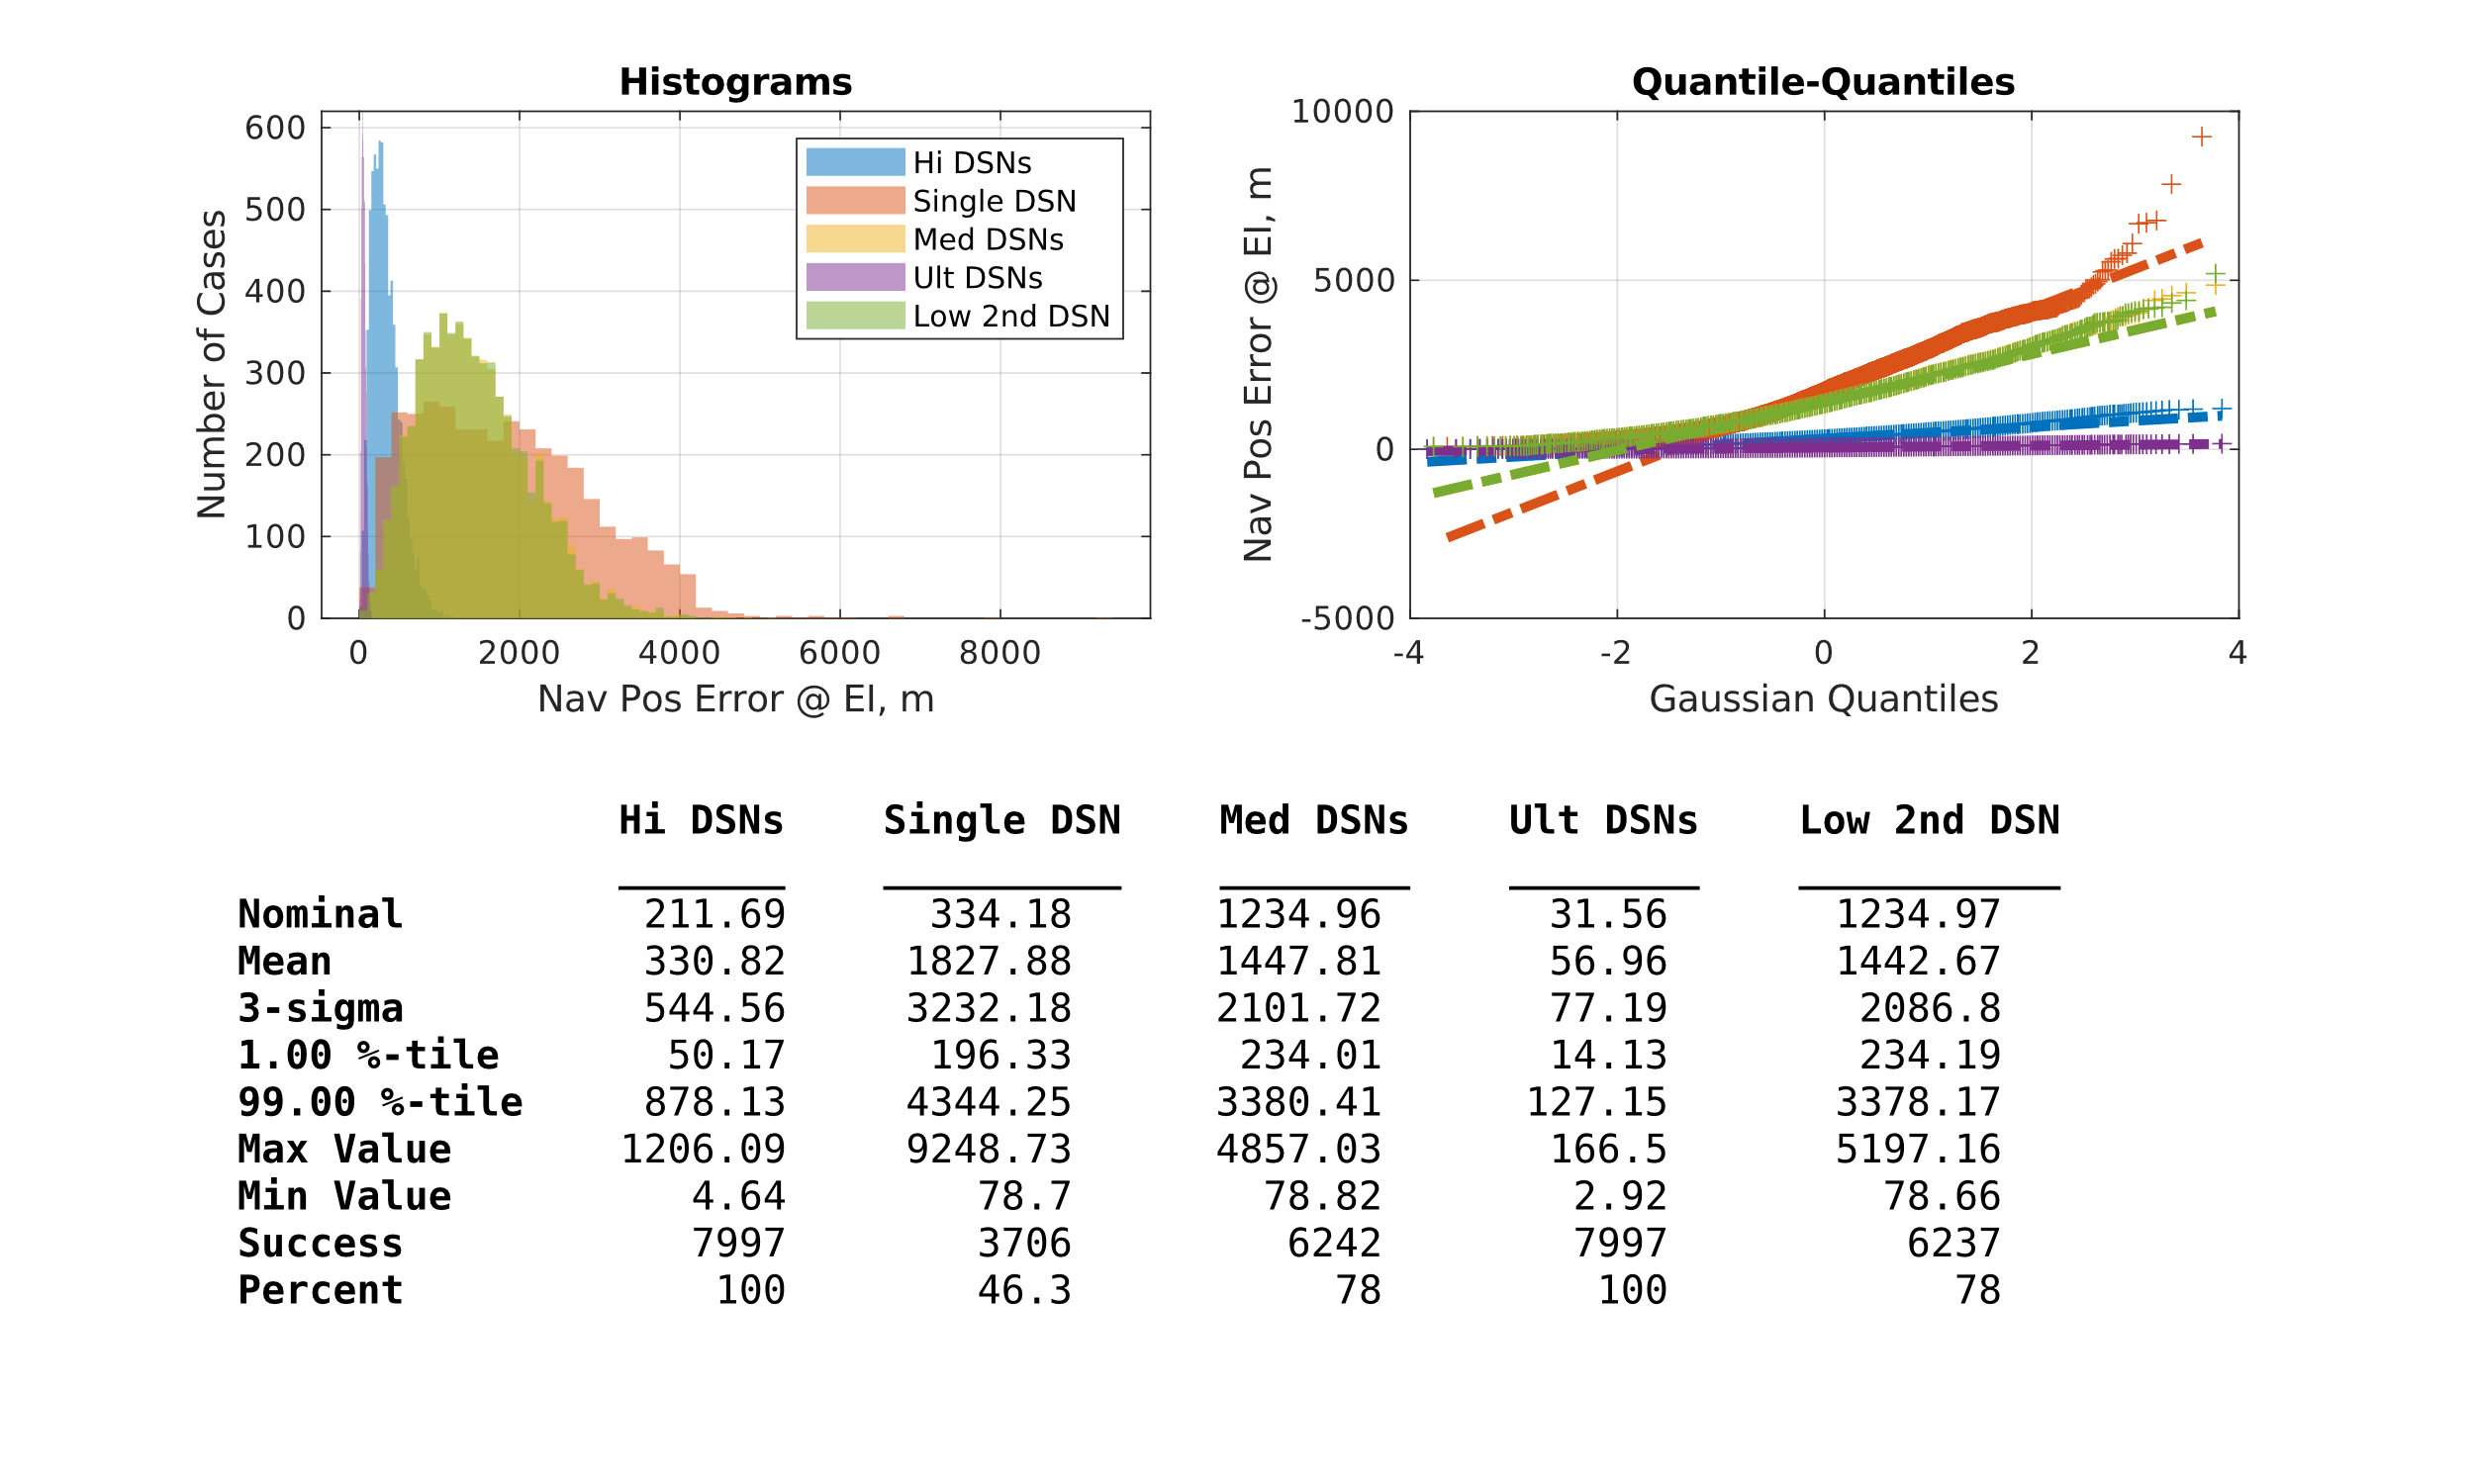 Histograms
Number of Cases
600
500
400
300
200
100
0
0 2000 4000 6000 8000
Nav Pos Error @ EI, m
Hi DSNs
Single DSN
Med DSNs
Ult DSNs
Low 2nd DSN
Quantile-Quantiles
Nav Pos Error @ EI, m
10000
5000
0
-5000
-4 -2 0 2 4
Gaussian Quantiles
Hi DSNs Single DSN Med DSNs Ult DSNs Low 2nd DSN
Nominal 211.69 334.18 1234.96 31.56 1234.97
Mean 330.82 1827.88 1447.81 56.96 1442.67
3-sigma 544.56 3232.18 2101.72 77.19 2086.8
1.00 %-tile 50.17 196.33 234.01 14.13 234.19
99.00 %-tile 878.13 4344.25 3380.41 127.15 3378.17
Max Value 1206.09 9248.73 4857.03 166.5 5197.16
Min Value 4.64 78.7 78.82 2.92 78.66
Success 7997 3706 6242 7997 6237
Percent 100 46.3 78 100 78